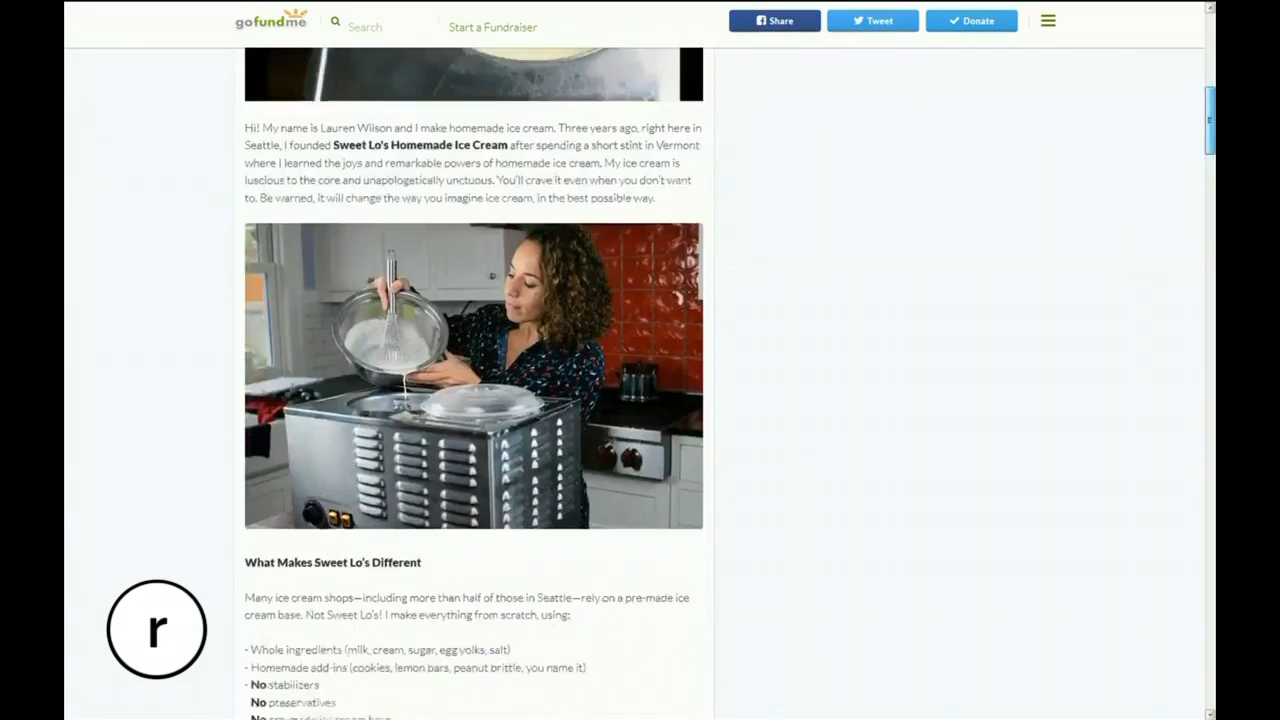 gofundme Search Start a Fundraiser Share Tweet Donate
Hi! My name is Lauren Wilson and I make homemade ice cream. Three years ago, right here in
Seattle, I founded Sweet Lo's Homemade Ice Cream after spending a short stint in Vermont
where I learned the joys and remarkable powers of homemade ice cream. My ice cream is
luscious to the core and unapologetically unctuous. You'll crave it even when you don't want
to. Be warned, it will change the way you imagine ice cream, in the best possible way.
What Makes Sweet Lo's Different
Many ice cream shops—including more than half of those in Seattle—rely on a pre-made ice
cream base. Not Sweet Lo's! I make everything from scratch, using:
- Whole ingredients (milk, cream, sugar, egg yolks, salt)
- Homemade add-ins (cookies, lemon bars, peanut brittle, you name it)
- No stabilizers
No preservatives
No pre-made ice cream base
r